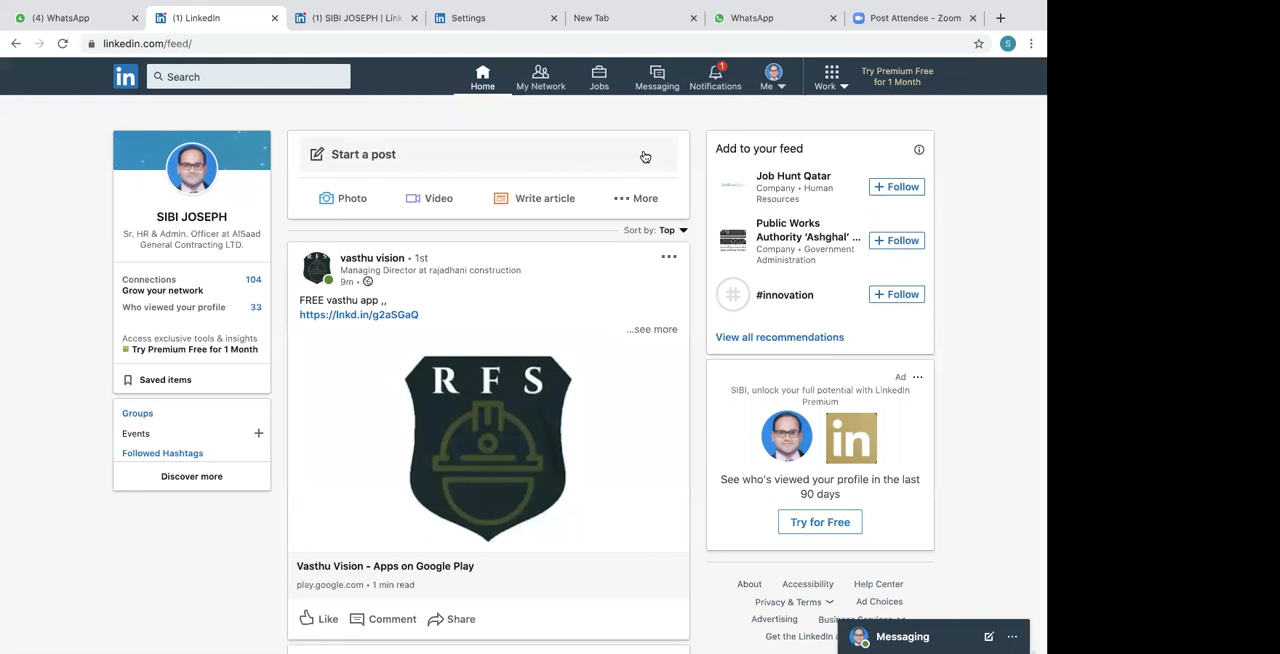 (4) WhatsApp
(1) LinkedIn
(1) SIBI JOSEPH | Link
Settings
New Tab
WhatsApp
Post Attendee - Zoom
linkedin.com/feed/
S
in
Search
Home
My Network
Jobs
Messaging
1
Notifications
Me
Work
Try Premium Free
for 1 Month
SIBI JOSEPH
Sr. HR & Admin. Officer at AlSaad
General Contracting LTD.
Connections 104
Grow your network
Who viewed your profile 33
Access exclusive tools & insights
Try Premium Free for 1 Month
Saved items
Groups
Events
Followed Hashtags
Discover more
Start a post
Photo
Video
Write article
More
Sort by: Top
vasthu vision • 1st
Managing Director at rajadhani construction
9m •
FREE vasthu app ,,
https://lnkd.in/g2aSGaQ
...see more
RFS
R F S
Vasthu Vision - Apps on Google Play
play.google.com • 1 min read
Like
Comment
Share
Add to your feed
Job Hunt Qatar
Company • Human
Resources
+ Follow
Public Works
Authority ‘Ashghal’ ...
Company • Government
Administration
+ Follow
#
#innovation
+ Follow
View all recommendations
Ad
SIBI, unlock your full potential with LinkedIn
Premium
in
See who's viewed your profile in the last
90 days
Try for Free
About Accessibility Help Center
Privacy & Terms Ad Choices
Advertising
Get the LinkedIn
Messaging